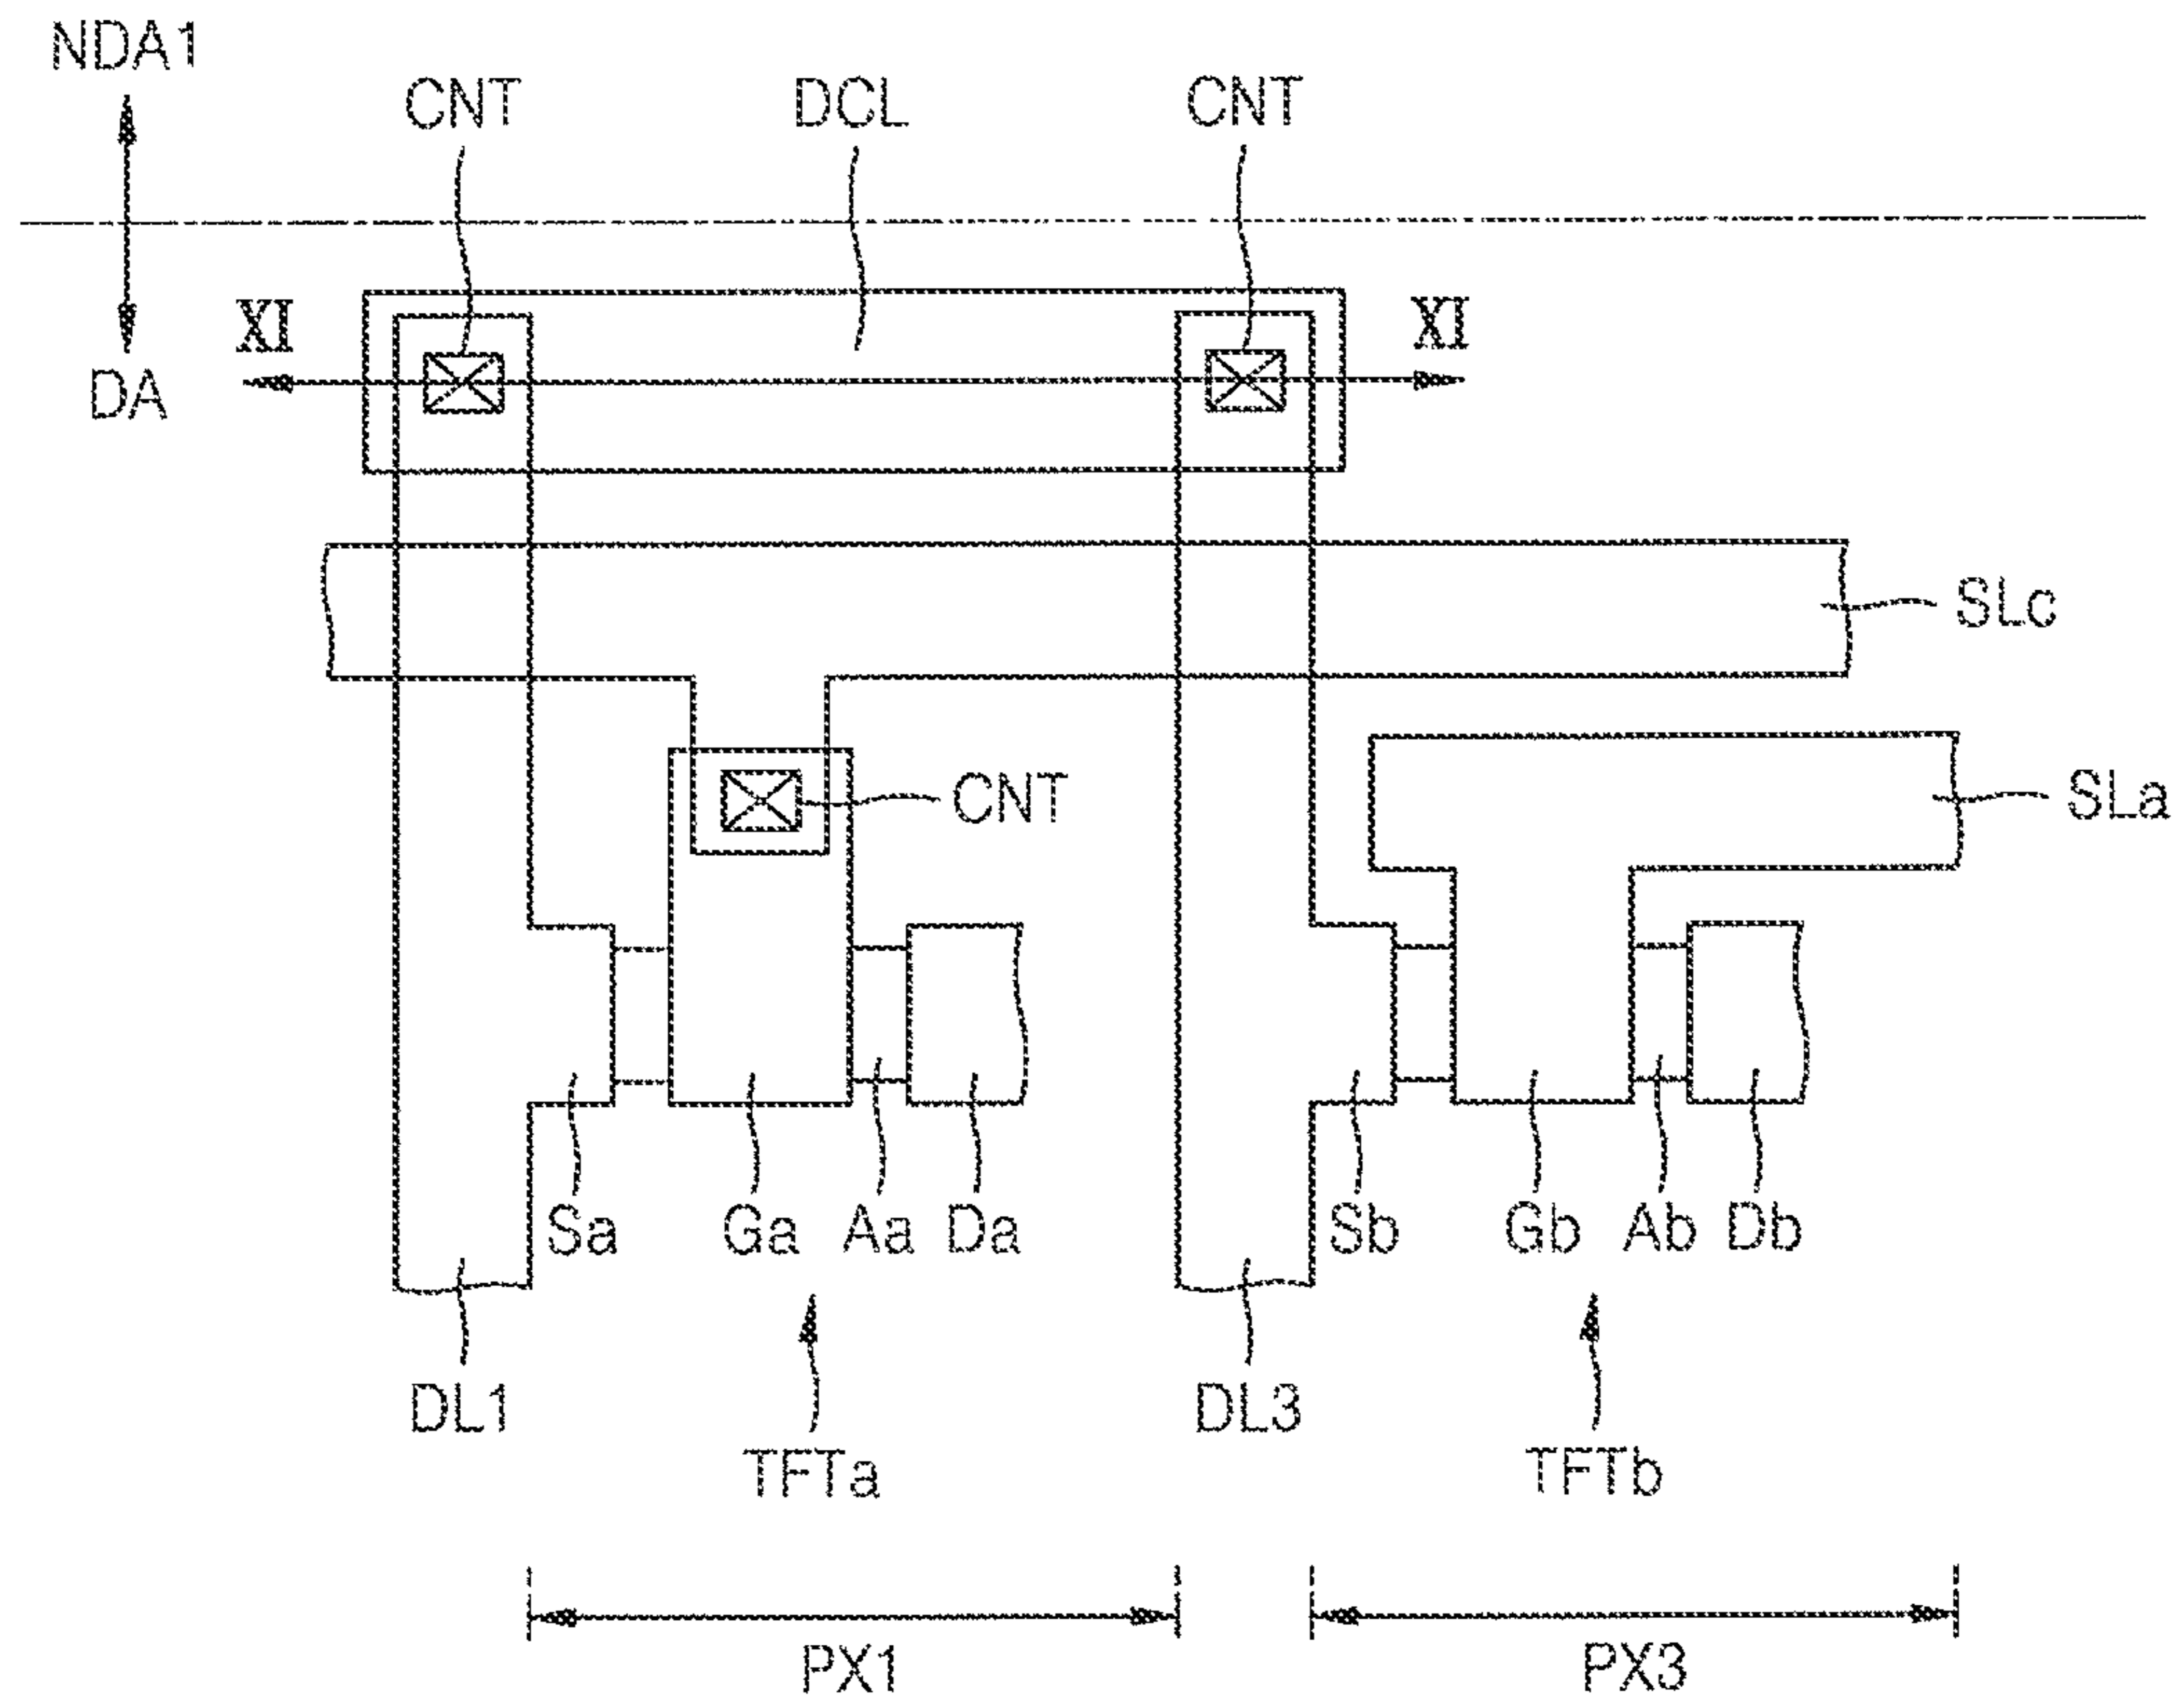 NDA1
CNT DCL CNT
XI XI
DA
SLc
CNT SLa
Sa Ga Aa Da Sb Gb Ab Db
DL1 DL3
TFTa TFTb
PX1 PX3